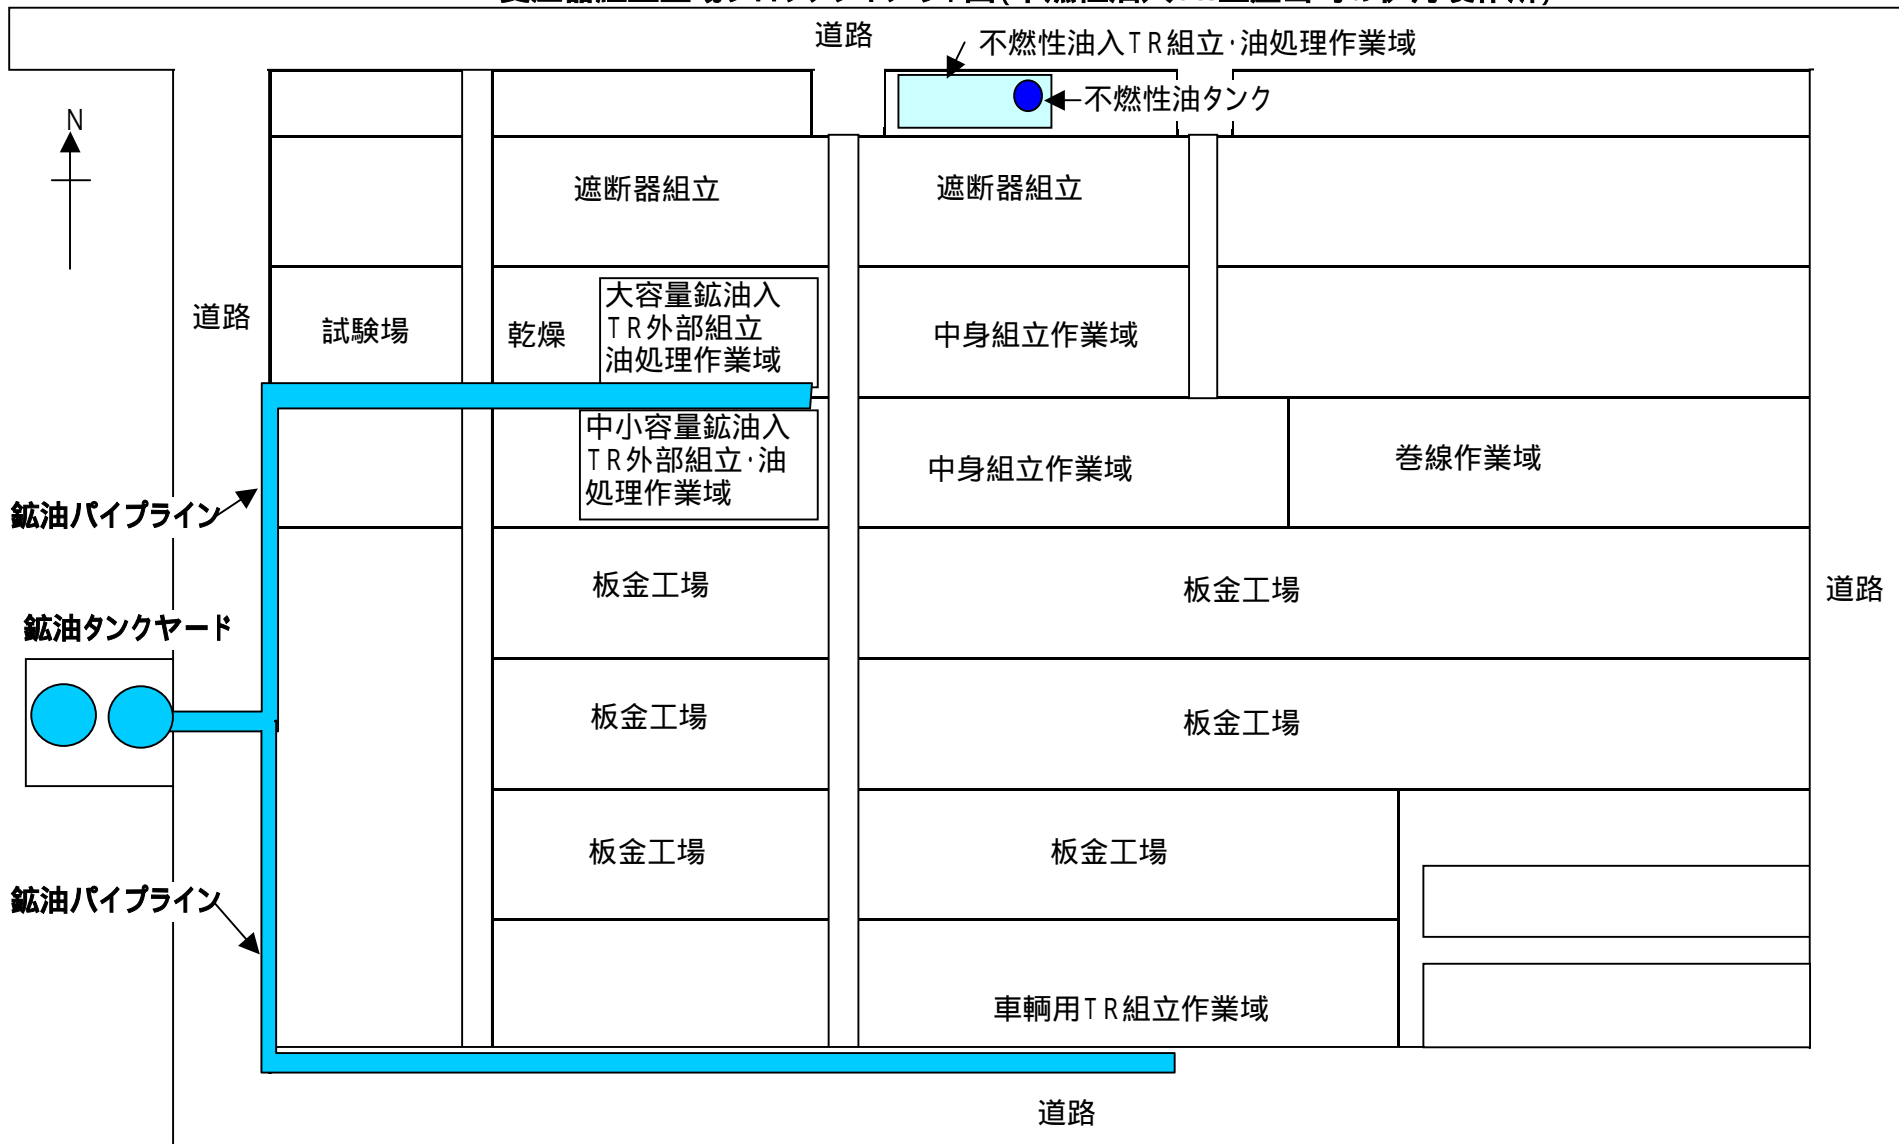 道路
不燃性油入TR組立・油処理作業域
不燃性油タンク
N
遮断器組立
遮断器組立
道路
試験場
乾燥
大容量鉱油入
TR外部組立
油処理作業域
中身組立作業域
中小容量鉱油入
TR外部組立・油
処理作業域
中身組立作業域
巻線作業域
鉱油パイプライン
板金工場
板金工場
道路
鉱油タンクヤード
板金工場
板金工場
板金工場
板金工場
鉱油パイプライン
車輌用TR組立作業域
道路